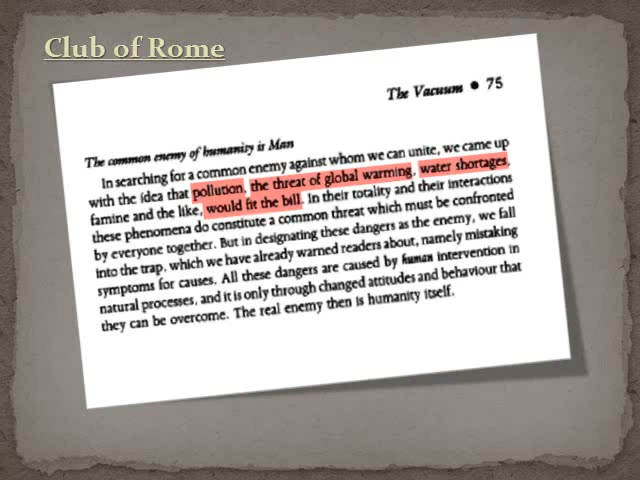 Club of Rome
The Vacuum ● 75
The common enemy of humanity is Man
In searching for a common enemy against whom we can unite, we came up
with the idea that pollution, the threat of global warming, water shortages,
famine and the like, would fit the bill. In their totality and their interactions
these phenomena do constitute a common threat which must be confronted
by everyone together. But in designating these dangers as the enemy, we fall
into the trap, which we have already warned readers about, namely mistaking
symptoms for causes. All these dangers are caused by human intervention in
natural processes, and it is only through changed attitudes and behaviour that
they can be overcome. The real enemy then is humanity itself.